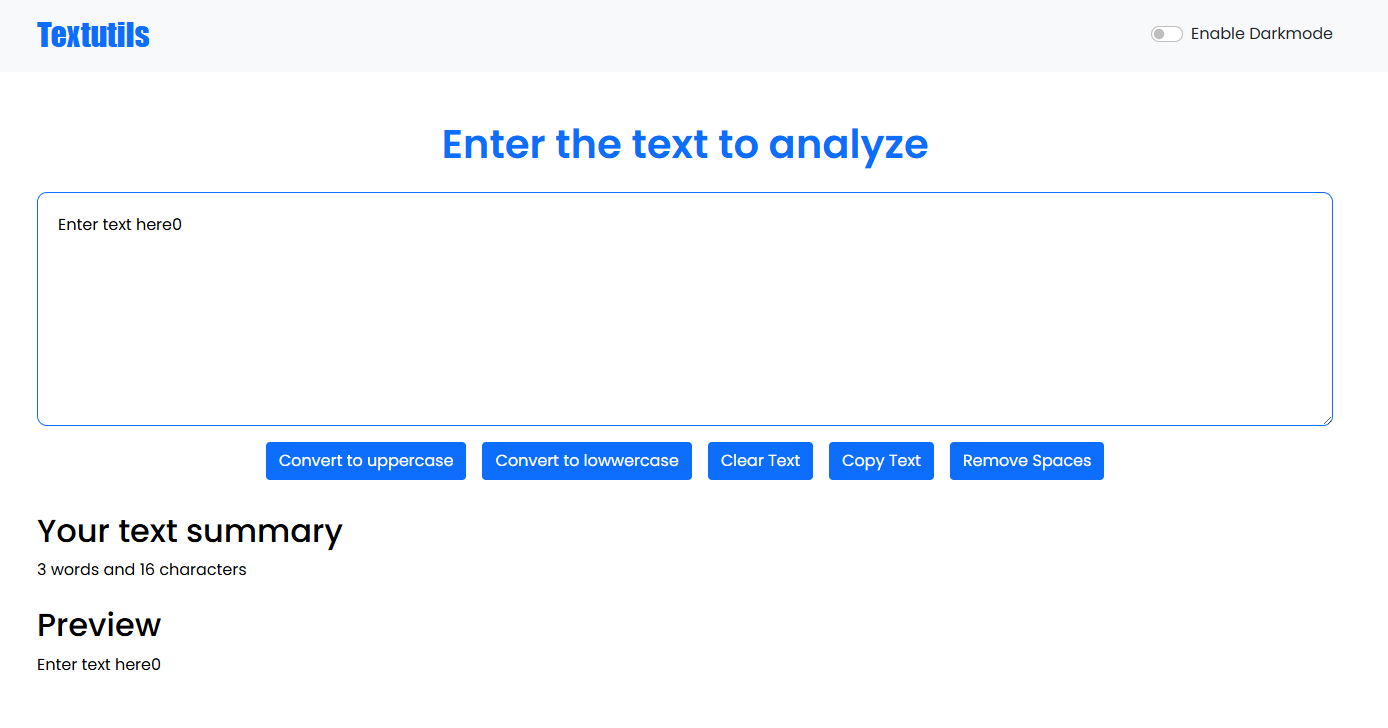 Textutils
Enable Darkmode
Enter the text to analyze
Enter text here0
Convert to uppercase Convert to lowwercase Clear Text Copy Text Remove Spaces
Your text summary
3 words and 16 characters
Preview
Enter text here0